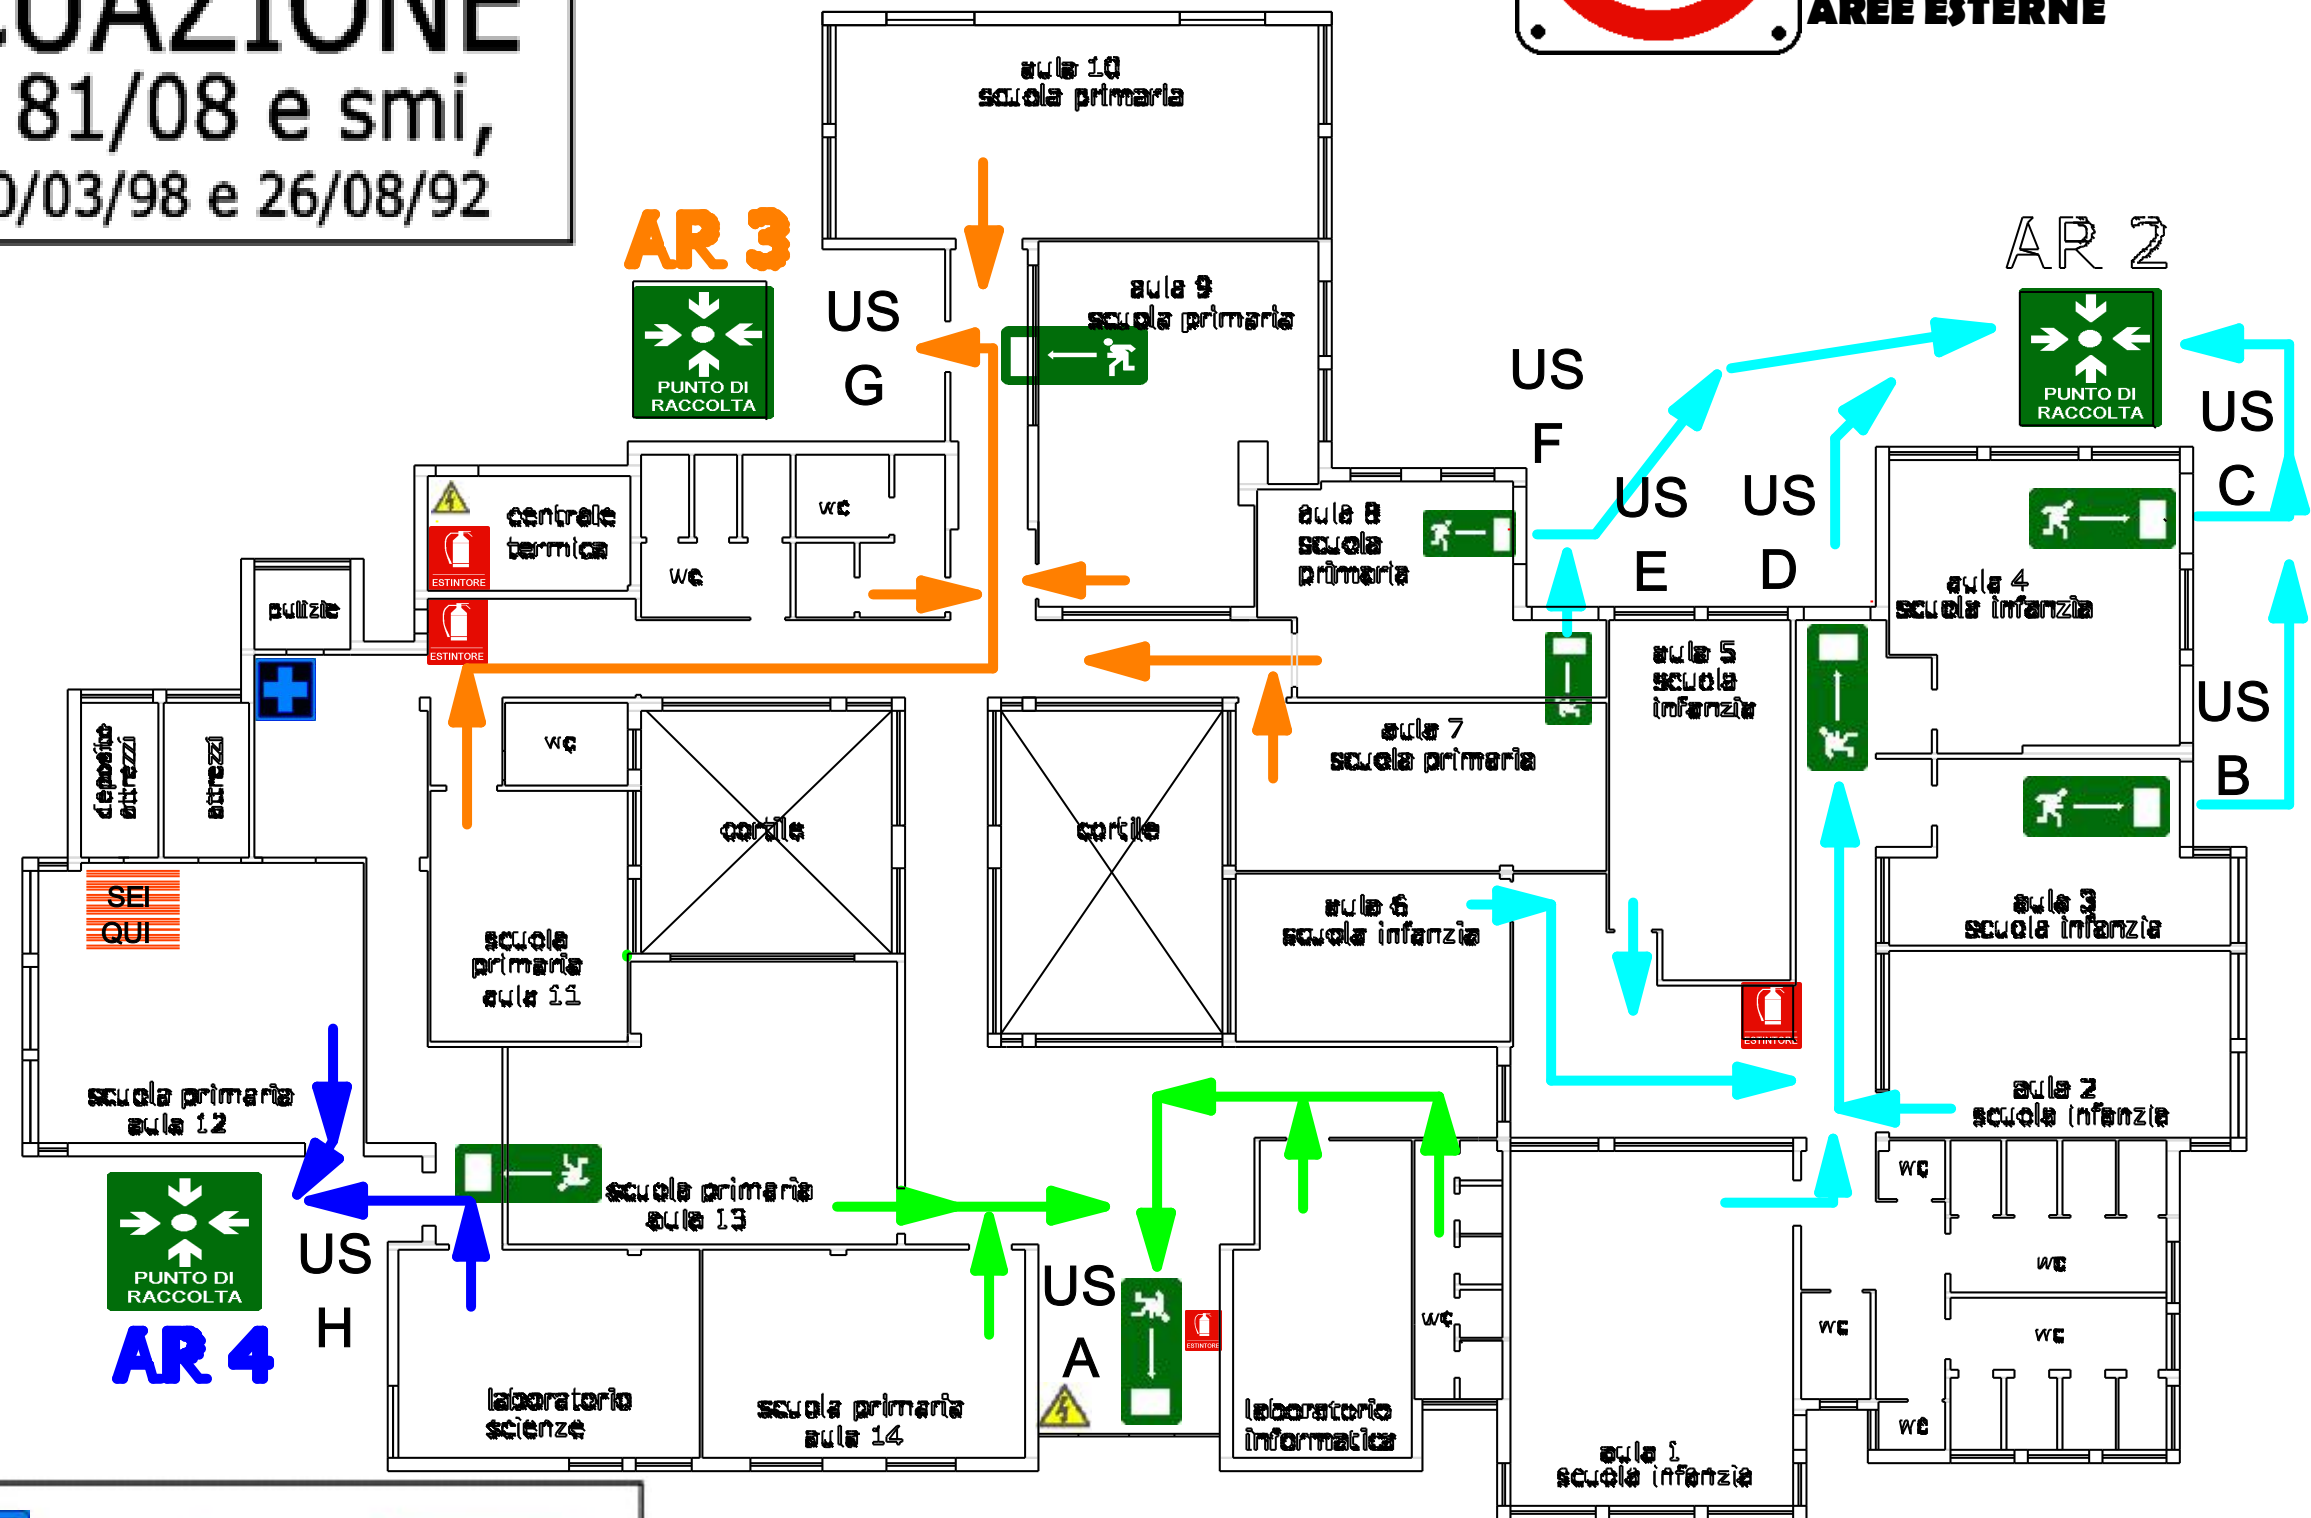 CUAZIONE
81/08 e smi,
0/03/98 e 26/08/92
AREE ESTERNE
aula 10
scuola primaria
AR 3
PUNTO DI
RACCOLTA
US
G
aula 9
scuola primaria
AR 2
PUNTO DI
RACCOLTA
US
F
US
E
US
D
US
C
US
B
centrale
termica
ESTINTORE
ESTINTORE
wc
wc
aula 8
scuola
primaria
aula 4
scuola infanzia
pulizie
deposito
attrezzi
attrezzi
wc
cortile
cortile
aula 7
scuola primaria
aula 5
scuola
infanzia
SEI
QUI
scuola
primaria
aula 11
aula 6
scuola infanzia
aula 3
scuola infanzia
ESTINTORE
scuola primaria
aula 12
aula 2
scuola infanzia
PUNTO DI
RACCOLTA
AR 4
US
H
scuola primaria
aula 13
US
A
ESTINTORE
wc
wc
wc
wc
wc
wc
laboratorio
scienze
scuola primaria
aula 14
laboratorio
informatica
aula 1
scuola infanzia